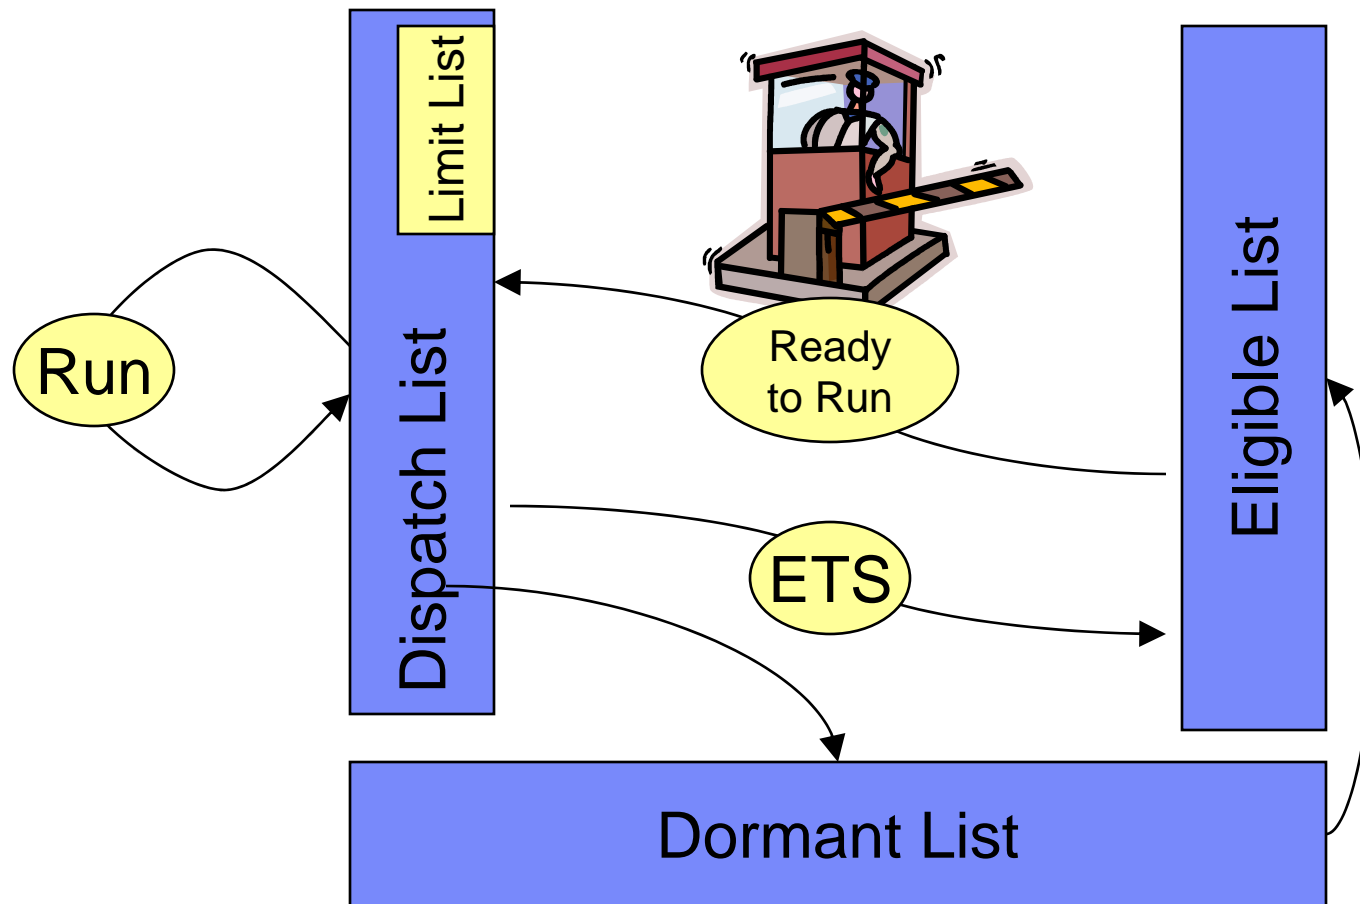 Limit List
Dispatch List
Run
Ready
to Run
ETS
Eligible List
Dormant List